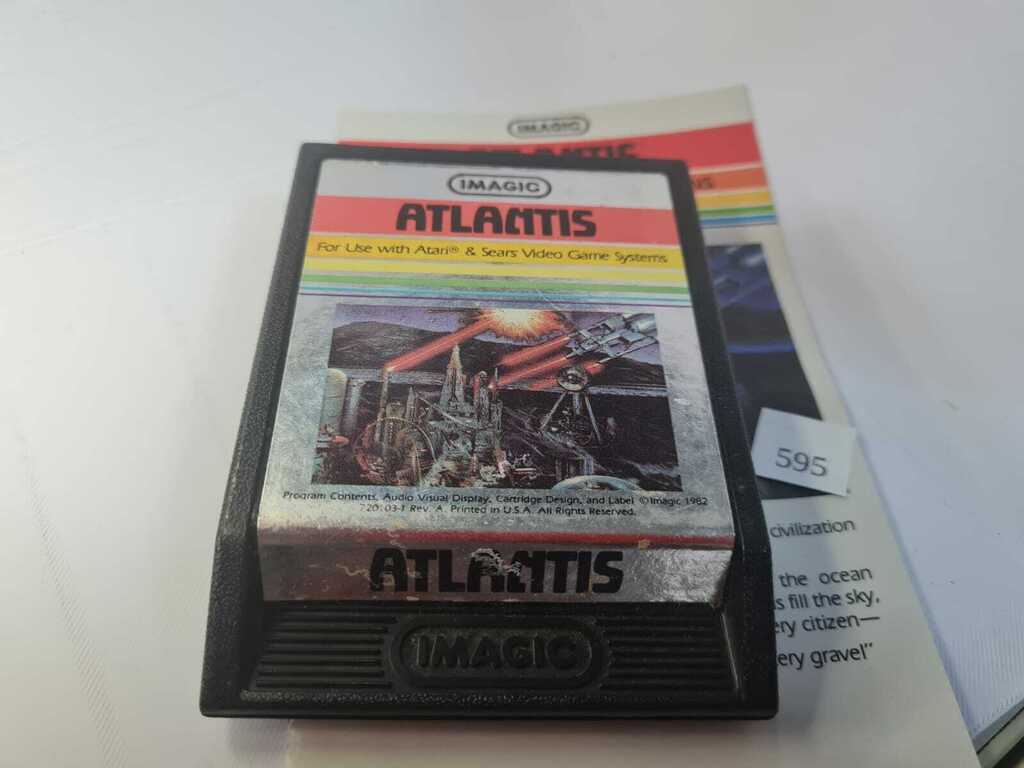 IMAGIC
ATLANTIS
IMAGIC
ATLANTIS
For Use with Atari® & Sears Video Game Systems
Program Contents, Audio Visual Display, Cartridge Design, and Label ©Imagic 1982
720103-1 Rev. A. Printed in U.S.A. All Rights Reserved.
ATLANTIS
IMAGIC
595
civilization
the ocean
fill the sky,
citizen—
grave!"